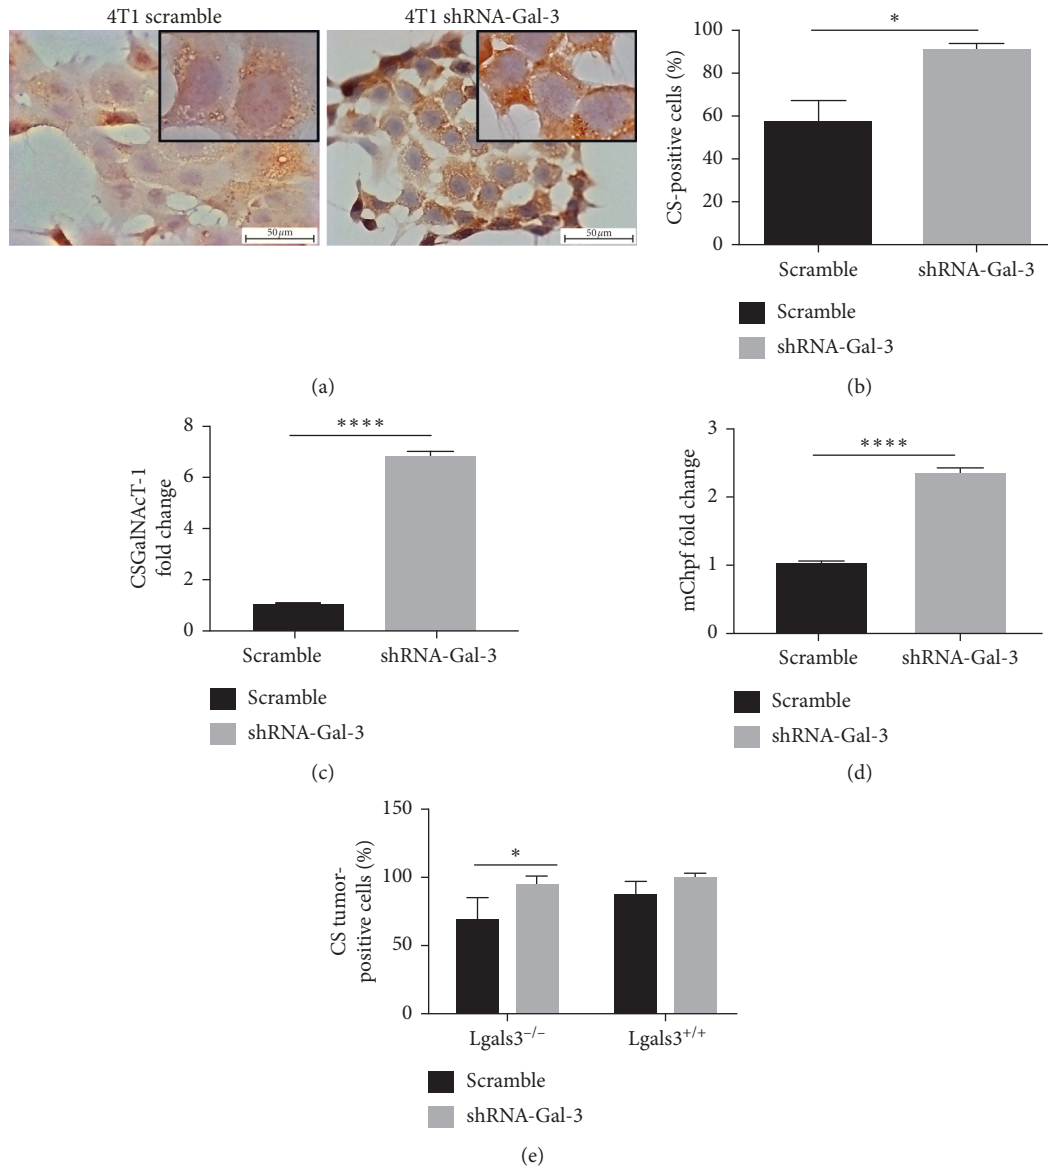 4T1 scramble
4T1 shRNA-Gal-3
50 μm
50 μm
(a)
CS-positive cells (%)
100
80
60
40
20
0
*
Scramble
shRNA-Gal-3
Scramble
shRNA-Gal-3
(b)
CSGalNAcT-1
fold change
8
6
4
2
0
****
Scramble
shRNA-Gal-3
Scramble
shRNA-Gal-3
(c)
mChpf fold change
3
2
1
0
****
Scramble
shRNA-Gal-3
Scramble
shRNA-Gal-3
(d)
CS tumor-
positive cells (%)
150
100
50
0
*
Lgals3⁻/⁻
Lgals3⁺/⁺
Scramble
shRNA-Gal-3
(e)